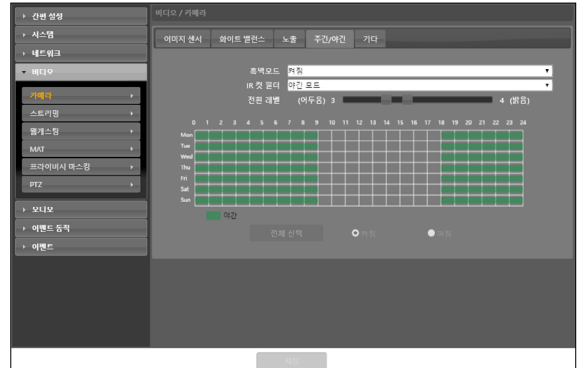 간편 설정
시스템
네트워크
비디오
카메라
스트리밍
웹캐스팅
MAT
프라이버시 마스킹
PTZ
오디오
이벤트 동작
이벤트
비디오 / 카메라
이미지 센서 화이트 밸런스 노출 주간/야간 기타
흑백모드 켜짐
IR 컷 필터 야간 모드
전환 레벨 (어두움) 3 4 (밝음)
0 1 2 3 4 5 6 7 8 9 10 11 12 13 14 15 16 17 18 19 20 21 22 23 24
Mon
Tue
Wed
Thu
Fri
Sat
Sun
야간
전체 선택 켜짐 꺼짐